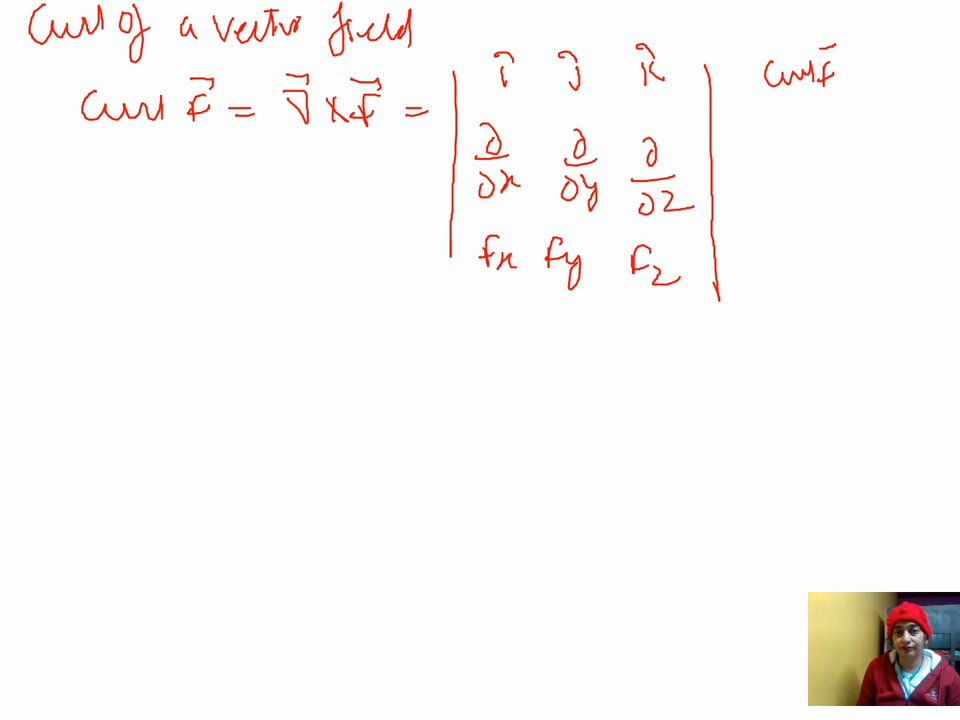 Curl of a vector field
Curl F⃗ = ∇⃗ × F⃗ = | î ĵ k̂ | Curl F⃗
∂/∂x ∂/∂y ∂/∂z
Fx Fy Fz